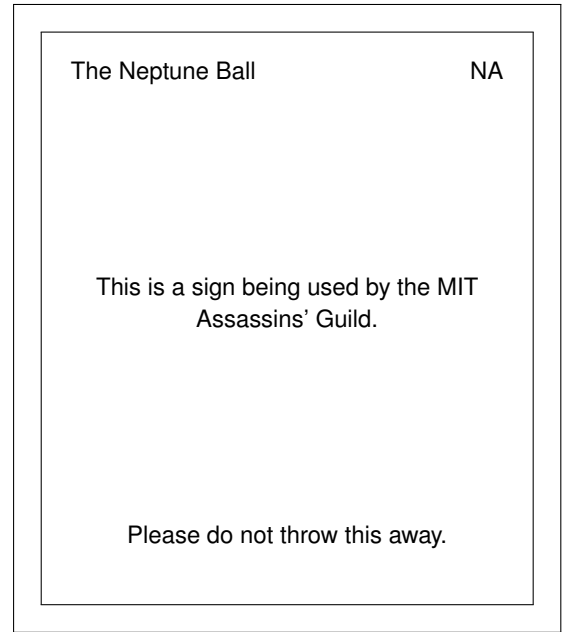 The Neptune Ball NA
This is a sign being used by the MIT
Assassins’ Guild.
Please do not throw this away.